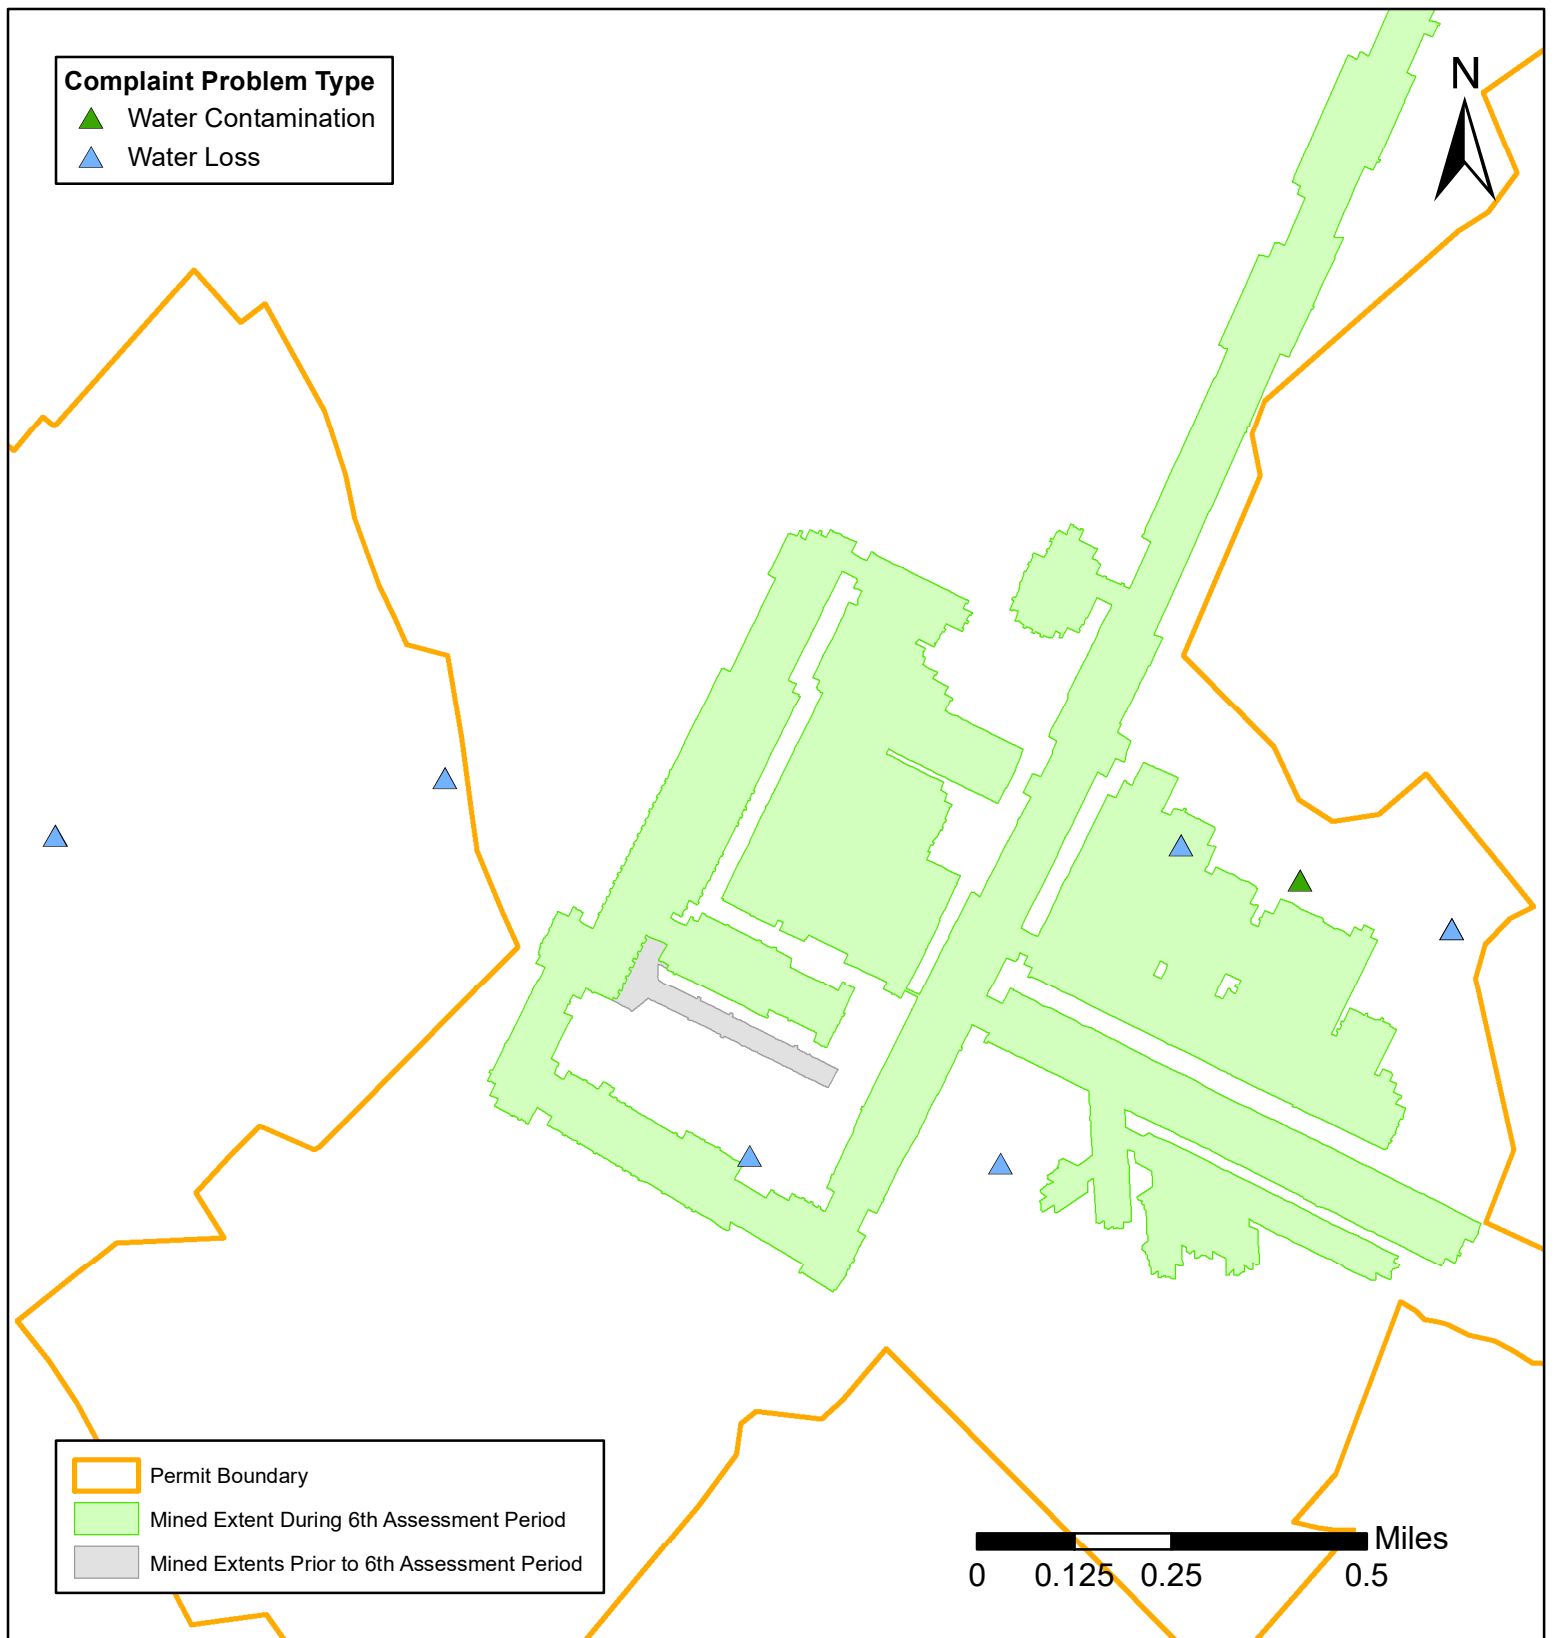 Complaint Problem Type
Water Contamination
Water Loss
N
Permit Boundary
Mined Extent During 6th Assessment Period
Mined Extents Prior to 6th Assessment Period
Miles
0 0.125 0.25 0.5